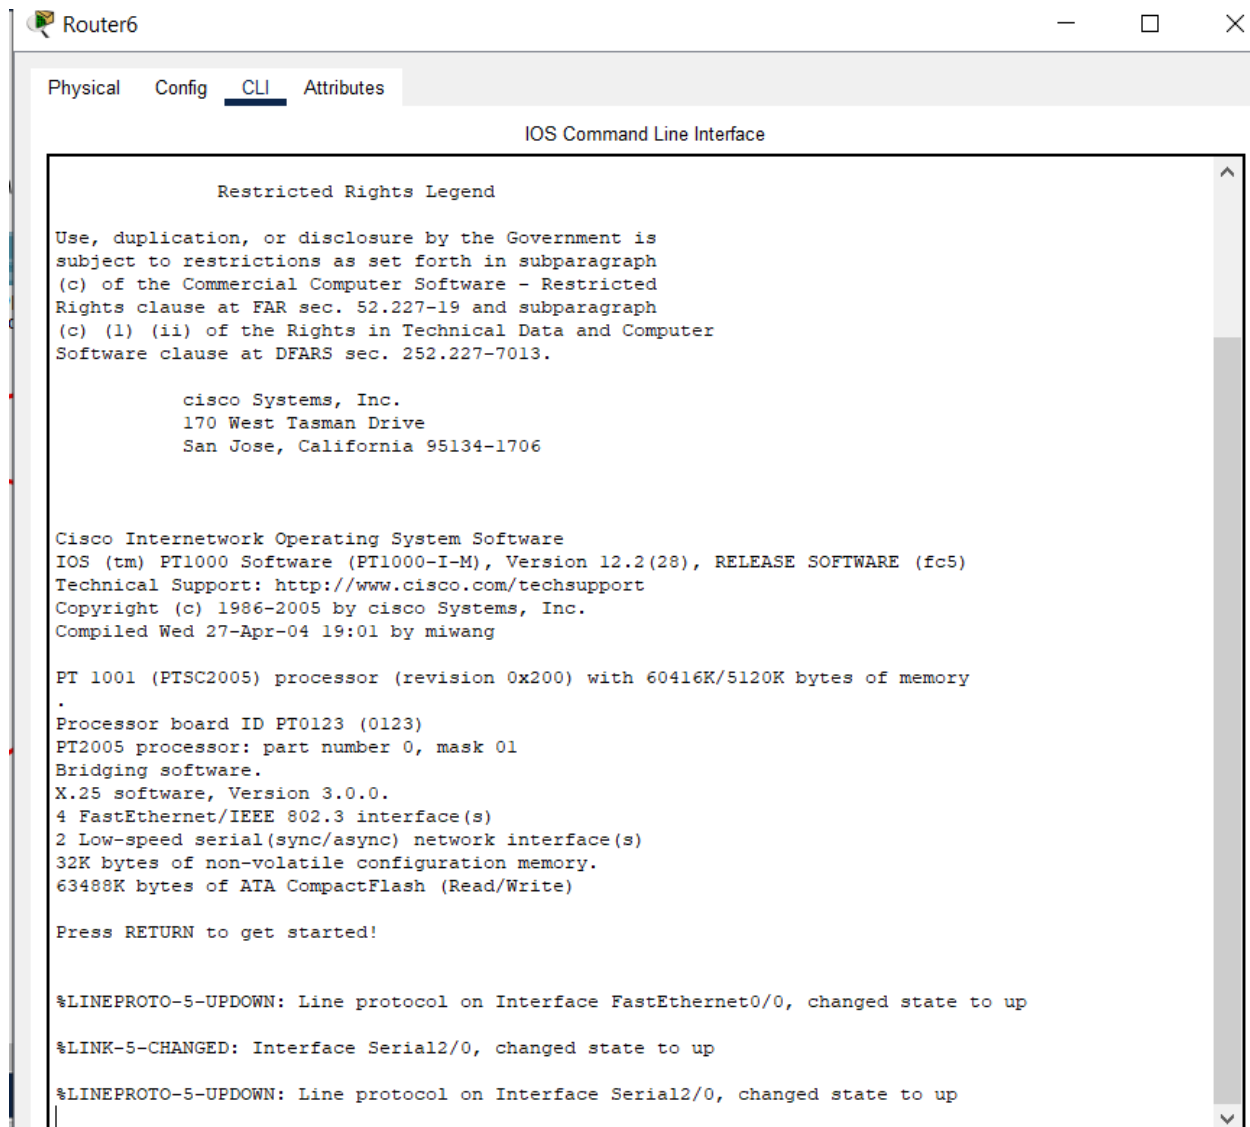 Router6
Physical Config CLI Attributes
IOS Command Line Interface
Restricted Rights Legend
Use, duplication, or disclosure by the Government is
subject to restrictions as set forth in subparagraph
(c) of the Commercial Computer Software - Restricted
Rights clause at FAR sec. 52.227-19 and subparagraph
(c) (1) (ii) of the Rights in Technical Data and Computer
Software clause at DFARS sec. 252.227-7013.
cisco Systems, Inc.
170 West Tasman Drive
San Jose, California 95134-1706
Cisco Internetwork Operating System Software
IOS (tm) PT1000 Software (PT1000-I-M), Version 12.2(28), RELEASE SOFTWARE (fc5)
Technical Support: http://www.cisco.com/techsupport
Copyright (c) 1986-2005 by cisco Systems, Inc.
Compiled Wed 27-Apr-04 19:01 by miwang
PT 1001 (PTSC2005) processor (revision 0x200) with 60416K/5120K bytes of memory
.
Processor board ID PT0123 (0123)
PT2005 processor: part number 0, mask 01
Bridging software.
X.25 software, Version 3.0.0.
4 FastEthernet/IEEE 802.3 interface(s)
2 Low-speed serial(sync/async) network interface(s)
32K bytes of non-volatile configuration memory.
63488K bytes of ATA CompactFlash (Read/Write)
Press RETURN to get started!
%LINEPROTO-5-UPDOWN: Line protocol on Interface FastEthernet0/0, changed state to up
%LINK-5-CHANGED: Interface Serial2/0, changed state to up
%LINEPROTO-5-UPDOWN: Line protocol on Interface Serial2/0, changed state to up